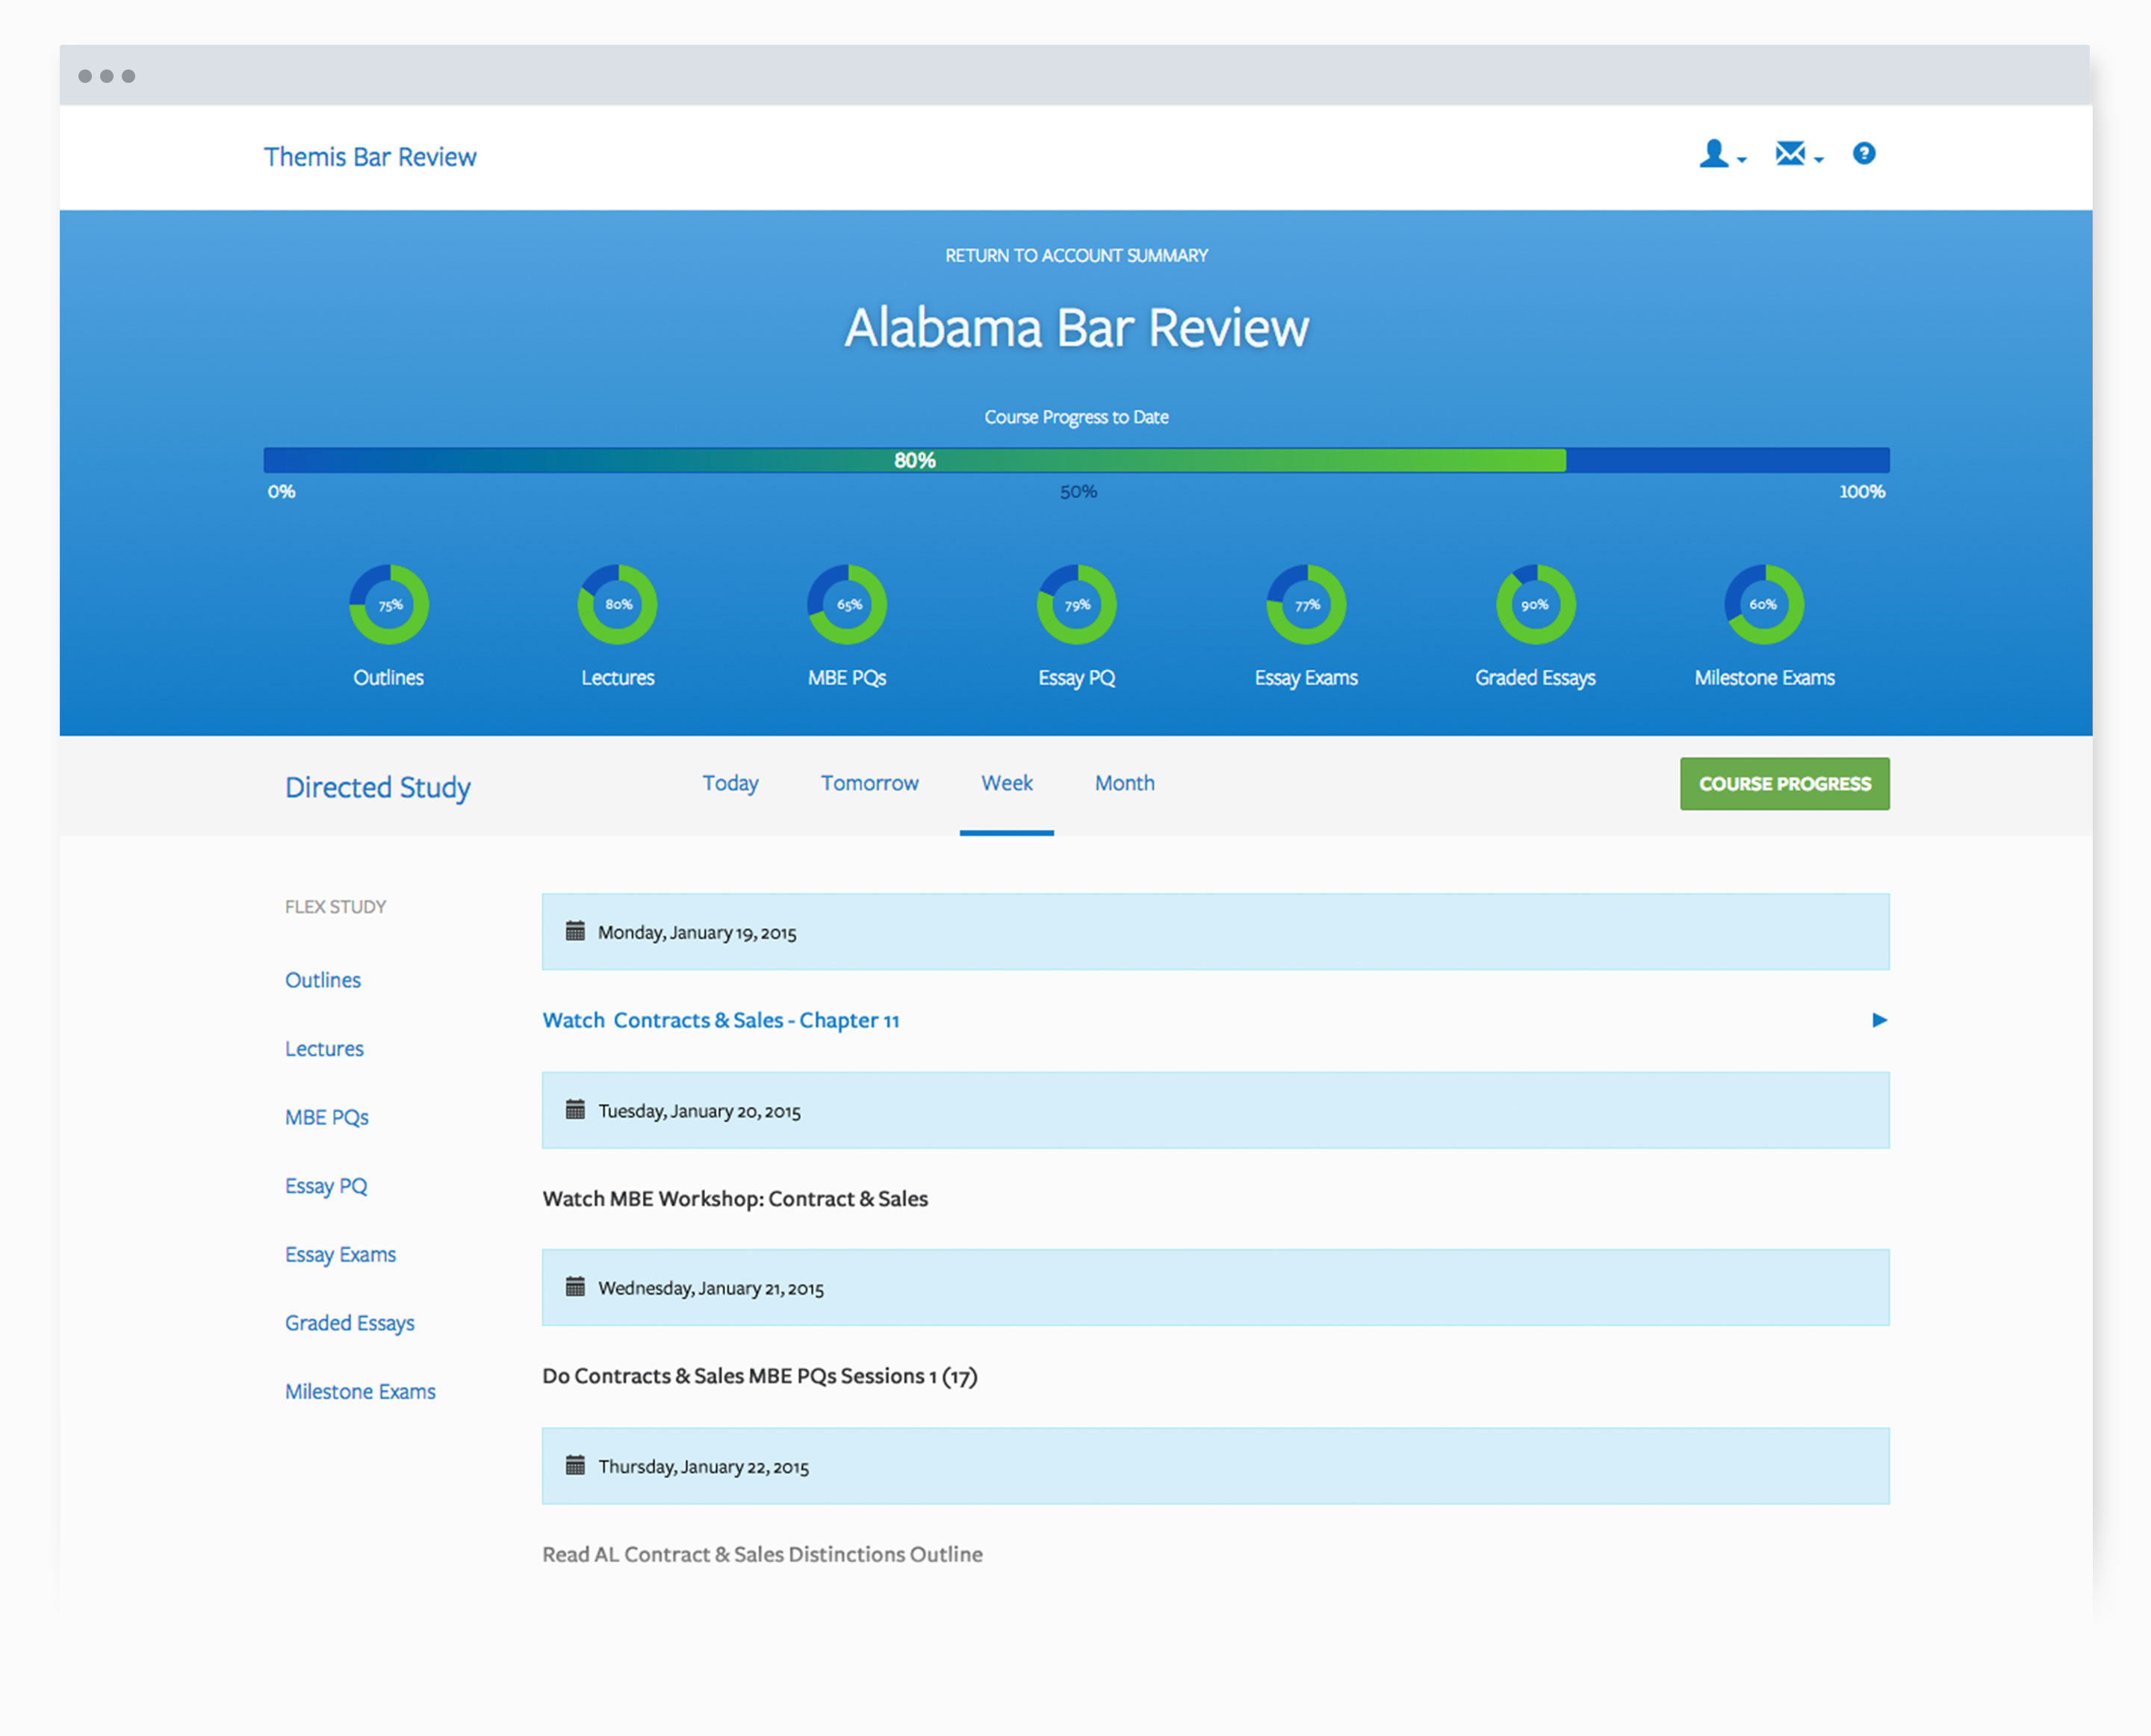 Themis Bar Review
?
RETURN TO ACCOUNT SUMMARY
Alabama Bar Review
Course Progress to Date
80%
0% 50% 100%
75% 80% 65% 79% 77% 90% 60%
Outlines Lectures MBE PQs Essay PQ Essay Exams Graded Essays Milestone Exams
Directed Study Today Tomorrow Week Month COURSE PROGRESS
FLEX STUDY
Outlines
Lectures
MBE PQs
Essay PQ
Essay Exams
Graded Essays
Milestone Exams
Monday, January 19, 2015
Watch Contracts & Sales - Chapter 11
Tuesday, January 20, 2015
Watch MBE Workshop: Contract & Sales
Wednesday, January 21, 2015
Do Contracts & Sales MBE PQs Sessions 1 (17)
Thursday, January 22, 2015
Read AL Contract & Sales Distinctions Outline